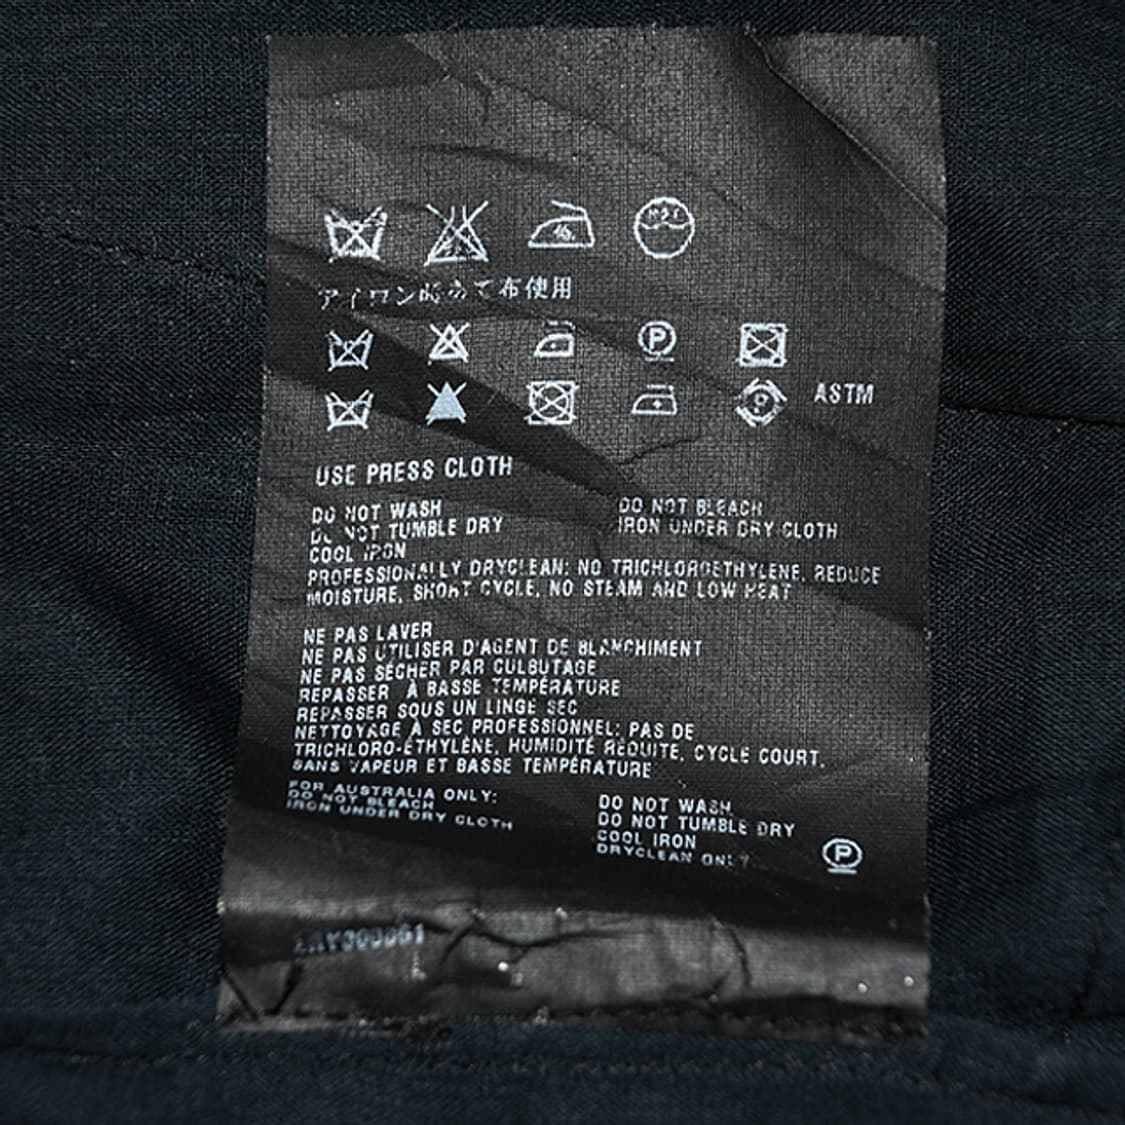 アイロン時あて布使用
P
ASTM
USE PRESS CLOTH
DO NOT WASH
DO NOT TUMBLE DRY
COOL IRON
DO NOT BLEACH
IRON UNDER DRY CLOTH
PROFESSIONALLY DRYCLEAN: NO TRICHLOROETHYLENE, REDUCE
MOISTURE, SHORT CYCLE, NO STEAM AND LOW HEAT
NE PAS LAVER
NE PAS UTILISER D'AGENT DE BLANCHIMENT
NE PAS SÉCHER PAR CULBUTAGE
REPASSER À BASSE TEMPÉRATURE
REPASSER SOUS UN LINGE SEC
NETTOYAGE À SEC PROFESSIONNEL: PAS DE
TRICHLORO-ÉTHYLÈNE, HUMIDITÉ RÉDUITE, CYCLE COURT,
SANS VAPEUR ET BASSE TEMPÉRATURE
FOR AUSTRALIA ONLY:
DO NOT BLEACH
IRON UNDER DRY CLOTH
DO NOT WASH
DO NOT TUMBLE DRY
COOL IRON
DRYCLEAN ONLY
P